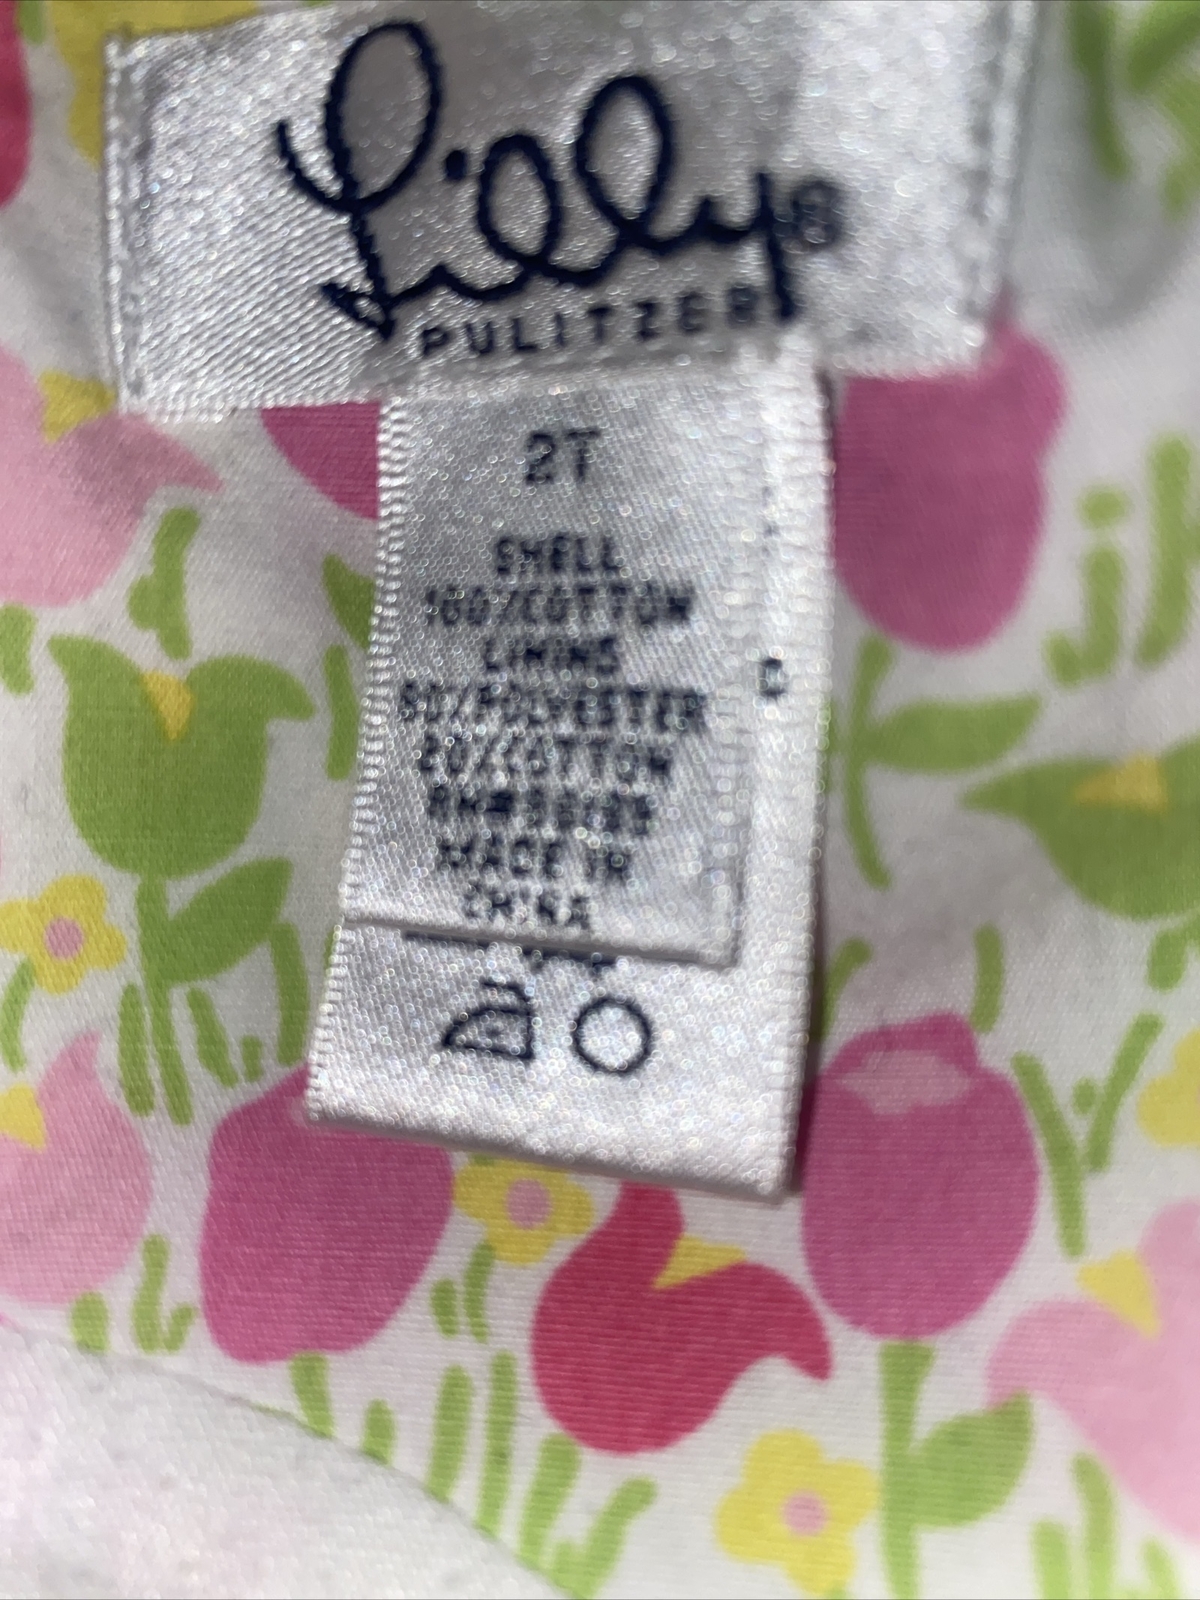 Lilly®
PULITZER
2T
SHELL
100%COTTON
LINING
80%POLYESTER
20%COTTON
MADE IN
CHINA